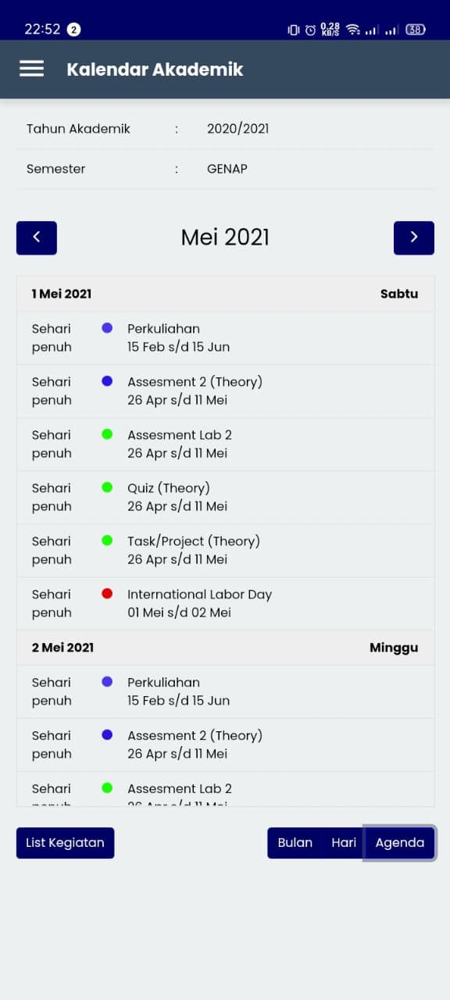 22:52 2 0.28 KB/S 38
Kalendar Akademik
Tahun Akademik : 2020/2021
Semester : GENAP
Mei 2021
1 Mei 2021 Sabtu
Sehari penuh Perkuliahan
15 Feb s/d 15 Jun
Sehari penuh Assesment 2 (Theory)
26 Apr s/d 11 Mei
Sehari penuh Assesment Lab 2
26 Apr s/d 11 Mei
Sehari penuh Quiz (Theory)
26 Apr s/d 11 Mei
Sehari penuh Task/Project (Theory)
26 Apr s/d 11 Mei
Sehari penuh International Labor Day
01 Mei s/d 02 Mei
2 Mei 2021 Minggu
Sehari penuh Perkuliahan
15 Feb s/d 15 Jun
Sehari penuh Assesment 2 (Theory)
26 Apr s/d 11 Mei
Sehari penuh Assesment Lab 2
26 Apr s/d 11 Mei
List Kegiatan Bulan Hari Agenda